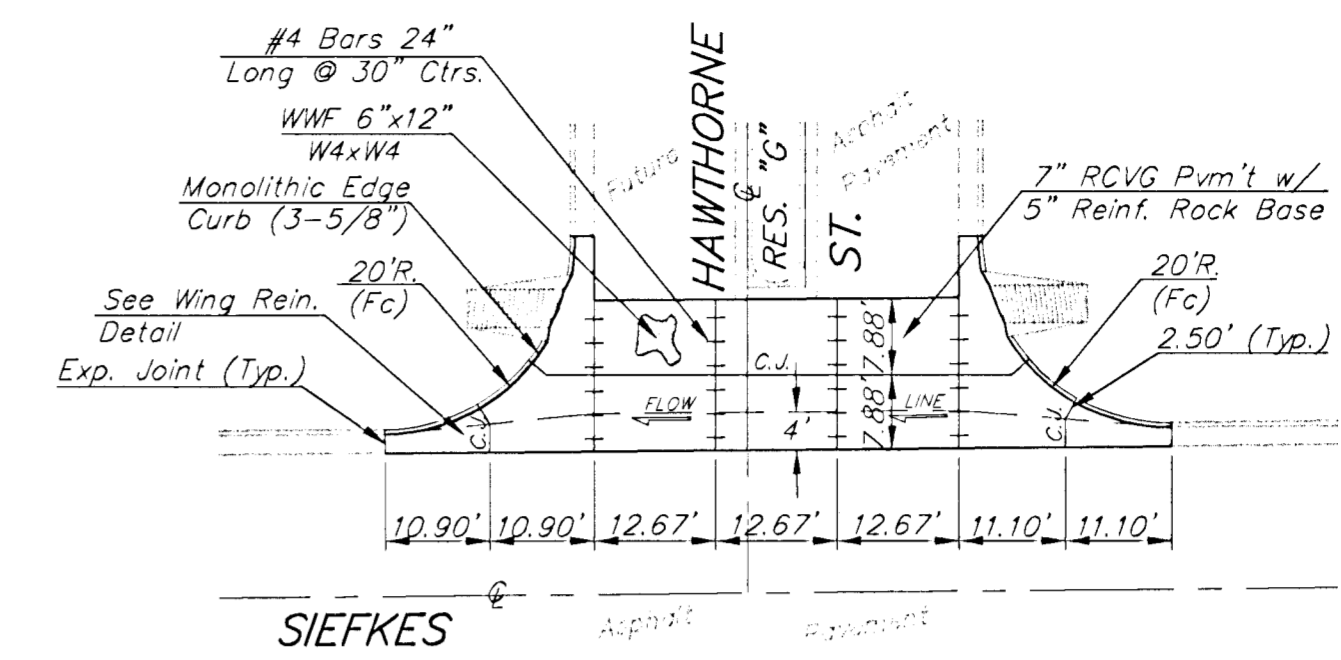 #4 Bars 24"
Long @ 30" Ctrs.
WWF 6"x12"
W4xW4
Monolithic Edge
Curb (3-5/8")
20'R.
(Fc)
See Wing Rein.
Detail
Exp. Joint (Typ.)
HAWTHORNE
℄
RES. "G"
ST.
Future
Asphalt
Pavement
7" RCVG Pvm't w/
5" Reinf. Rock Base
20'R.
(Fc)
2.50' (Typ.)
C.J.
7.88'
7.88'
C.J.
FLOW
4'
LINE
C.J.
10.90' 10.90' 12.67' 12.67' 12.67' 11.10' 11.10'
℄
SIEFKES
Asphalt Pavement